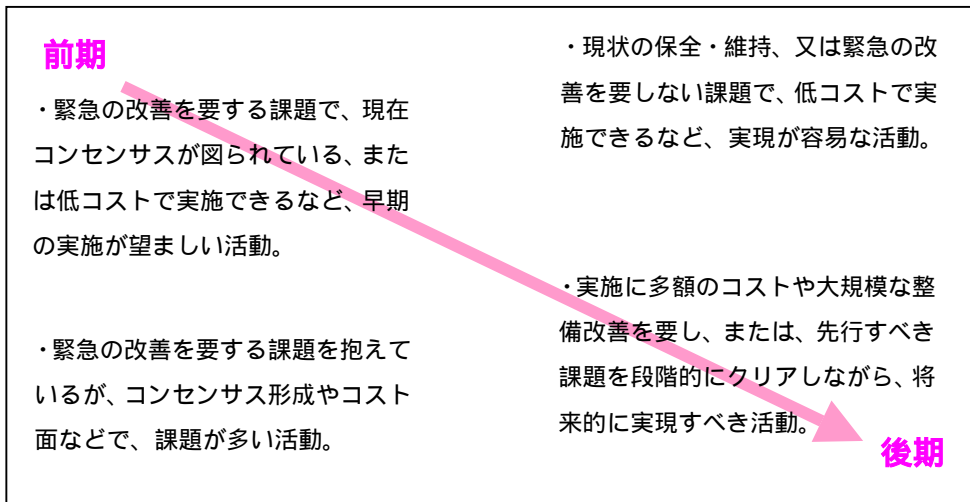 前期
・緊急の改善を要する課題で、現在
コンセンサスが図られている、また
は低コストで実施できるなど、早期
の実施が望ましい活動。
・緊急の改善を要する課題を抱えて
いるが、コンセンサス形成やコスト
面などで、課題が多い活動。
・現状の保全・維持、又は緊急の改
善を要しない課題で、低コストで実
施できるなど、実現が容易な活動。
・実施に多額のコストや大規模な整
備改善を要し、または、先行すべき
課題を段階的にクリアしながら、将
来的に実現すべき活動。
後期